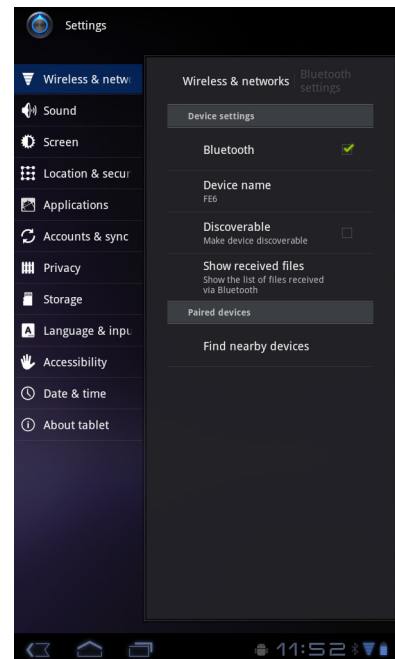 Settings
Wireless & netw
Sound
Screen
Location & secur
Applications
Accounts & sync
Privacy
Storage
Language & inpu
Accessibility
Date & time
About tablet
Wireless & networks
Bluetooth
settings
Device settings
Bluetooth
Device name
FE6
Discoverable
Make device discoverable
Show received files
Show the list of files received
via Bluetooth
Paired devices
Find nearby devices
11:52